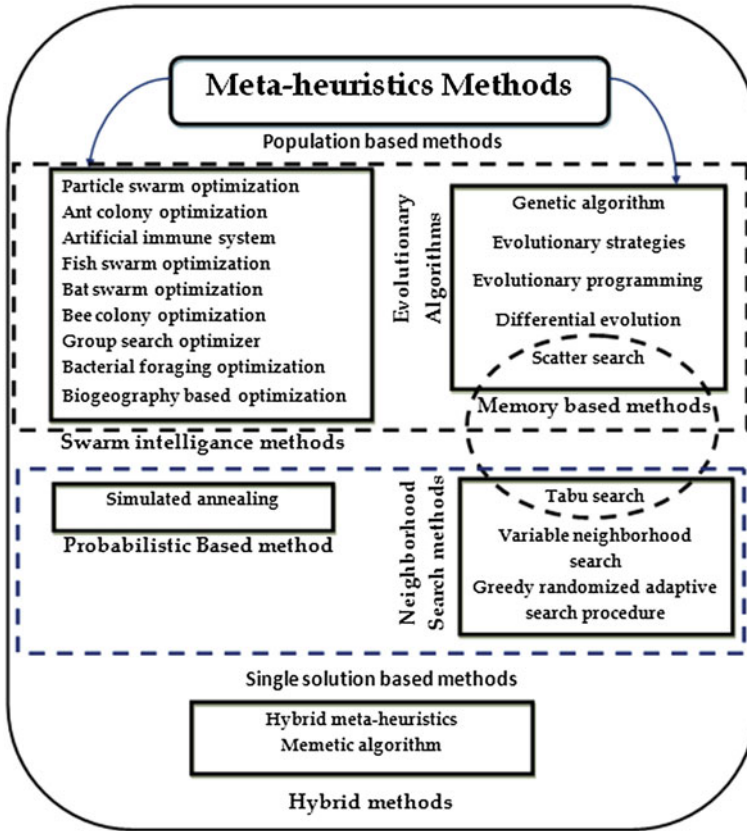 Meta-heuristics Methods
Population based methods
Particle swarm optimization
Ant colony optimization
Artificial immune system
Fish swarm optimization
Bat swarm optimization
Bee colony optimization
Group search optimizer
Bacterial foraging optimization
Biogeography based optimization
Swarm intelligance methods
Evolutionary
Algorithms
Genetic algorithm
Evolutionary strategies
Evolutionary programming
Differential evolution
Scatter search
Memory based methods
Simulated annealing
Probabilistic Based method
Neighborhood
Search methods
Tabu search
Variable neighborhood
search
Greedy randomized adaptive
search procedure
Single solution based methods
Hybrid meta-heuristics
Memetic algorithm
Hybrid methods